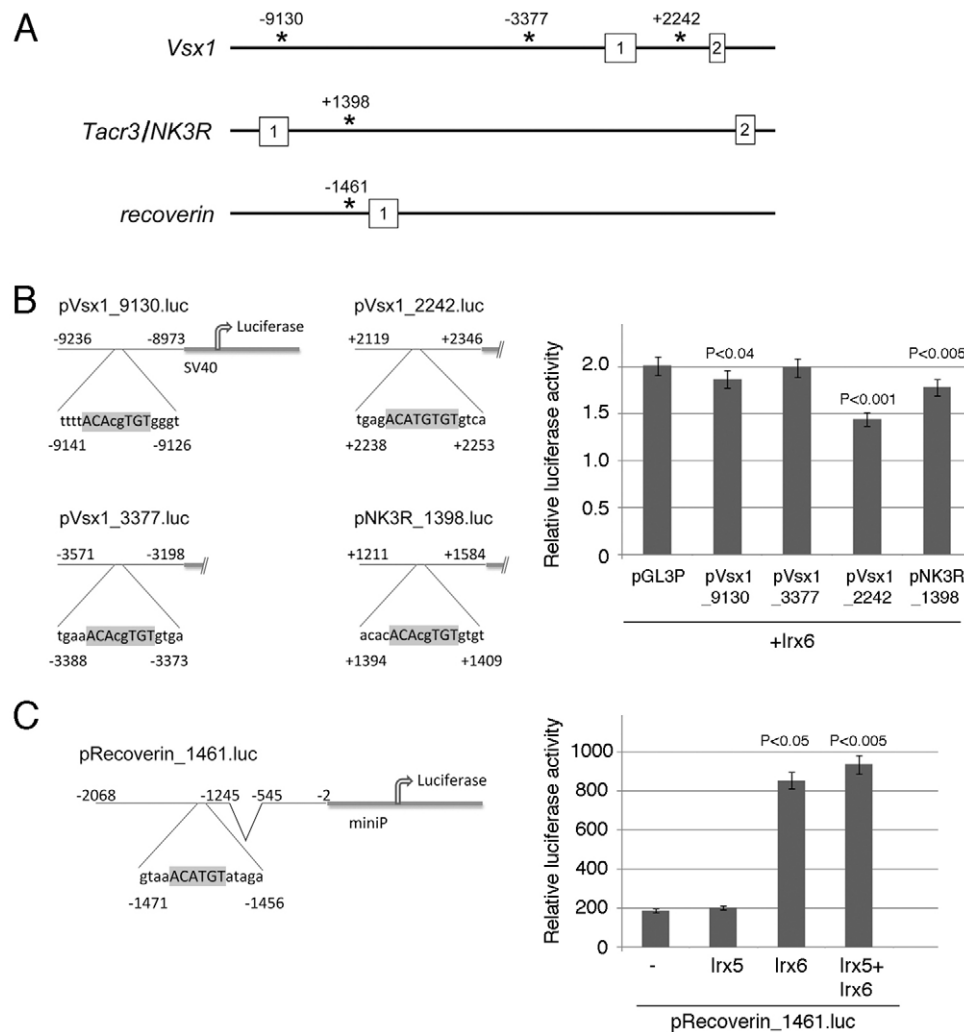 A
-9130 -3377 +2242
* * *
Vsx1 1 2
+1398
*
Tacr3/NK3R 1 2
-1461
*
recoverin 1
B
pVsx1_9130.luc
-9236 -8973 Luciferase
SV40
ttttACAcgTGTgggt
-9141 -9126
pVsx1_2242.luc
+2119 +2346
tgagACATGTGTgtca
+2238 +2253
pVsx1_3377.luc
-3571 -3198
tgaaACAcgTGTgtga
-3388 -3373
pNK3R_1398.luc
+1211 +1584
acacACAcgTGTgtgt
+1394 +1409
Relative luciferase activity
2.0
1.5
1.0
0.5
0
P<0.04 P<0.001 P<0.005
pGL3P pVsx1 pVsx1 pVsx1 pNK3R
_9130 _3377 _2242 _1398
+Irx6
C
pRecoverin_1461.luc
-2068 -1245 -545 -2 Luciferase
miniP
gtaaACATGTataga
-1471 -1456
Relative luciferase activity
1000
800
600
400
200
0
P<0.05 P<0.005
- Irx5 Irx6 Irx5+
Irx6
pRecoverin_1461.luc